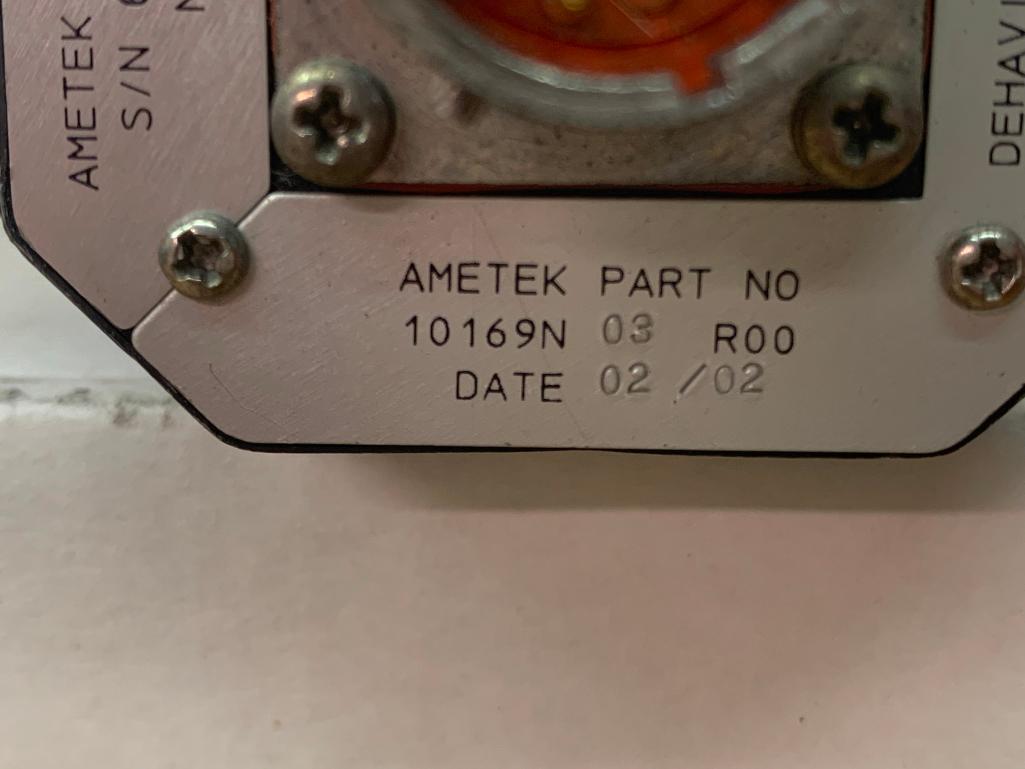 AMETEK
S/N
AMETEK PART NO
10169N 03 R00
DATE 02 /02